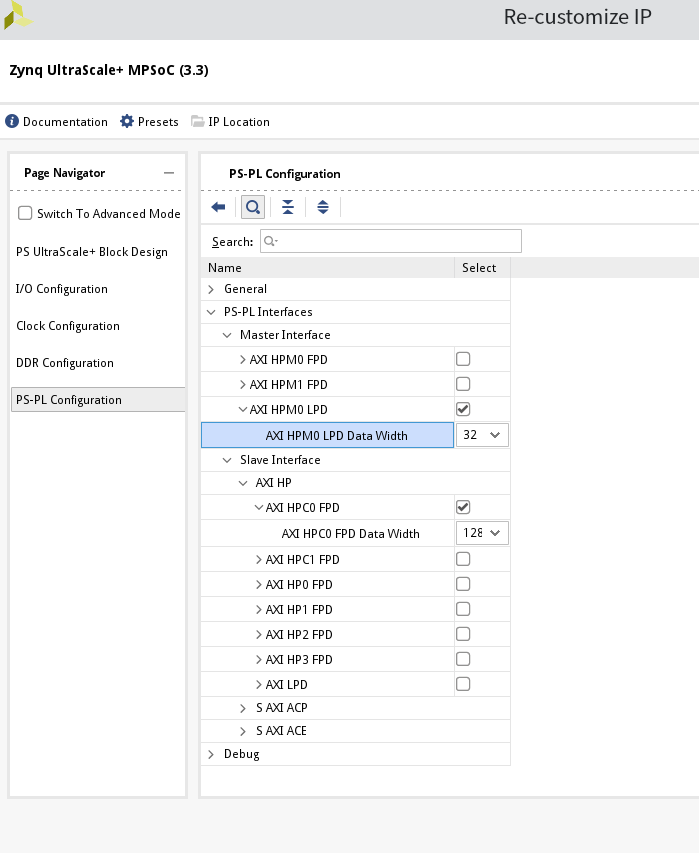 Re-customize IP
Zynq UltraScale+ MPSoC (3.3)
Documentation Presets IP Location
Page Navigator
Switch To Advanced Mode
PS UltraScale+ Block Design
I/O Configuration
Clock Configuration
DDR Configuration
PS-PL Configuration
PS-PL Configuration
Search:
Name Select
General
PS-PL Interfaces
Master Interface
AXI HPM0 FPD
AXI HPM1 FPD
AXI HPM0 LPD
AXI HPM0 LPD Data Width 32
Slave Interface
AXI HP
AXI HPC0 FPD
AXI HPC0 FPD Data Width 128
AXI HPC1 FPD
AXI HP0 FPD
AXI HP1 FPD
AXI HP2 FPD
AXI HP3 FPD
AXI LPD
S AXI ACP
S AXI ACE
Debug